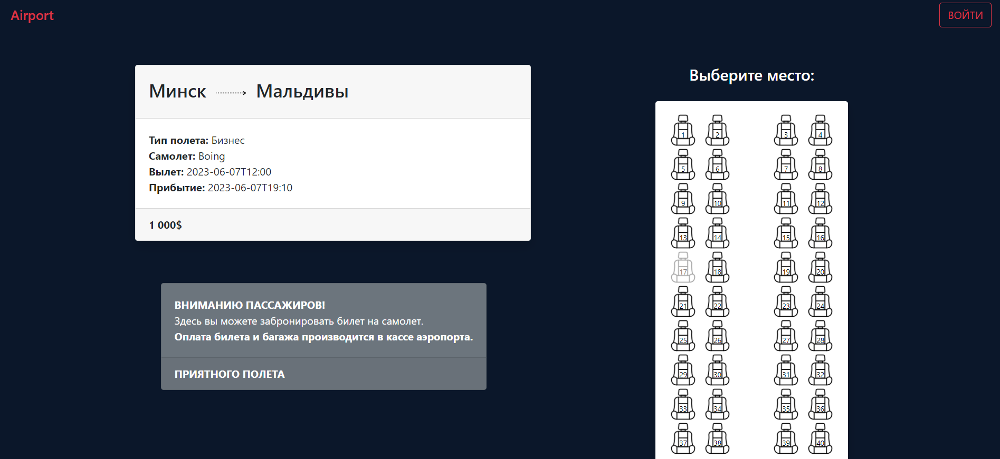 Airport
ВОЙТИ
Минск Мальдивы
Тип полета: Бизнес
Самолет: Boing
Вылет: 2023-06-07T12:00
Прибытие: 2023-06-07T19:10
1 000$
ВНИМАНИЮ ПАССАЖИРОВ!
Здесь вы можете забронировать билет на самолет.
Оплата билета и багажа производится в кассе аэропорта.
ПРИЯТНОГО ПОЛЕТА
Выберите место:
1 2 3 4
5 6 7 8
9 10 11 12
13 14 15 16
17 18 19 20
21 22 23 24
25 26 27 28
29 30 31 32
33 34 35 36
37 38 39 40